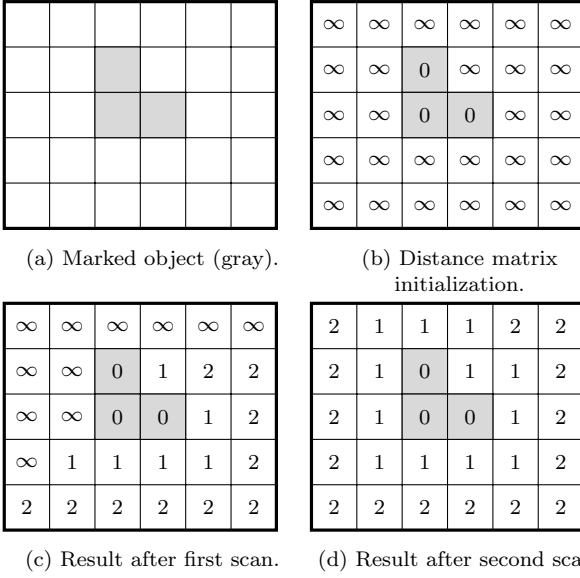 ∞ ∞ ∞ ∞ ∞ ∞
∞ ∞ 0 ∞ ∞ ∞
∞ ∞ 0 0 ∞ ∞
∞ ∞ ∞ ∞ ∞ ∞
∞ ∞ ∞ ∞ ∞ ∞
(a) Marked object (gray).
(b) Distance matrix
initialization.
∞ ∞ ∞ ∞ ∞ ∞
∞ ∞ 0 1 2 2
∞ ∞ 0 0 1 2
∞ 1 1 1 1 2
2 2 2 2 2 2
2 1 1 1 2 2
2 1 0 1 1 2
2 1 0 0 1 2
2 1 1 1 1 2
2 2 2 2 2 2
(c) Result after first scan.
(d) Result after second sca